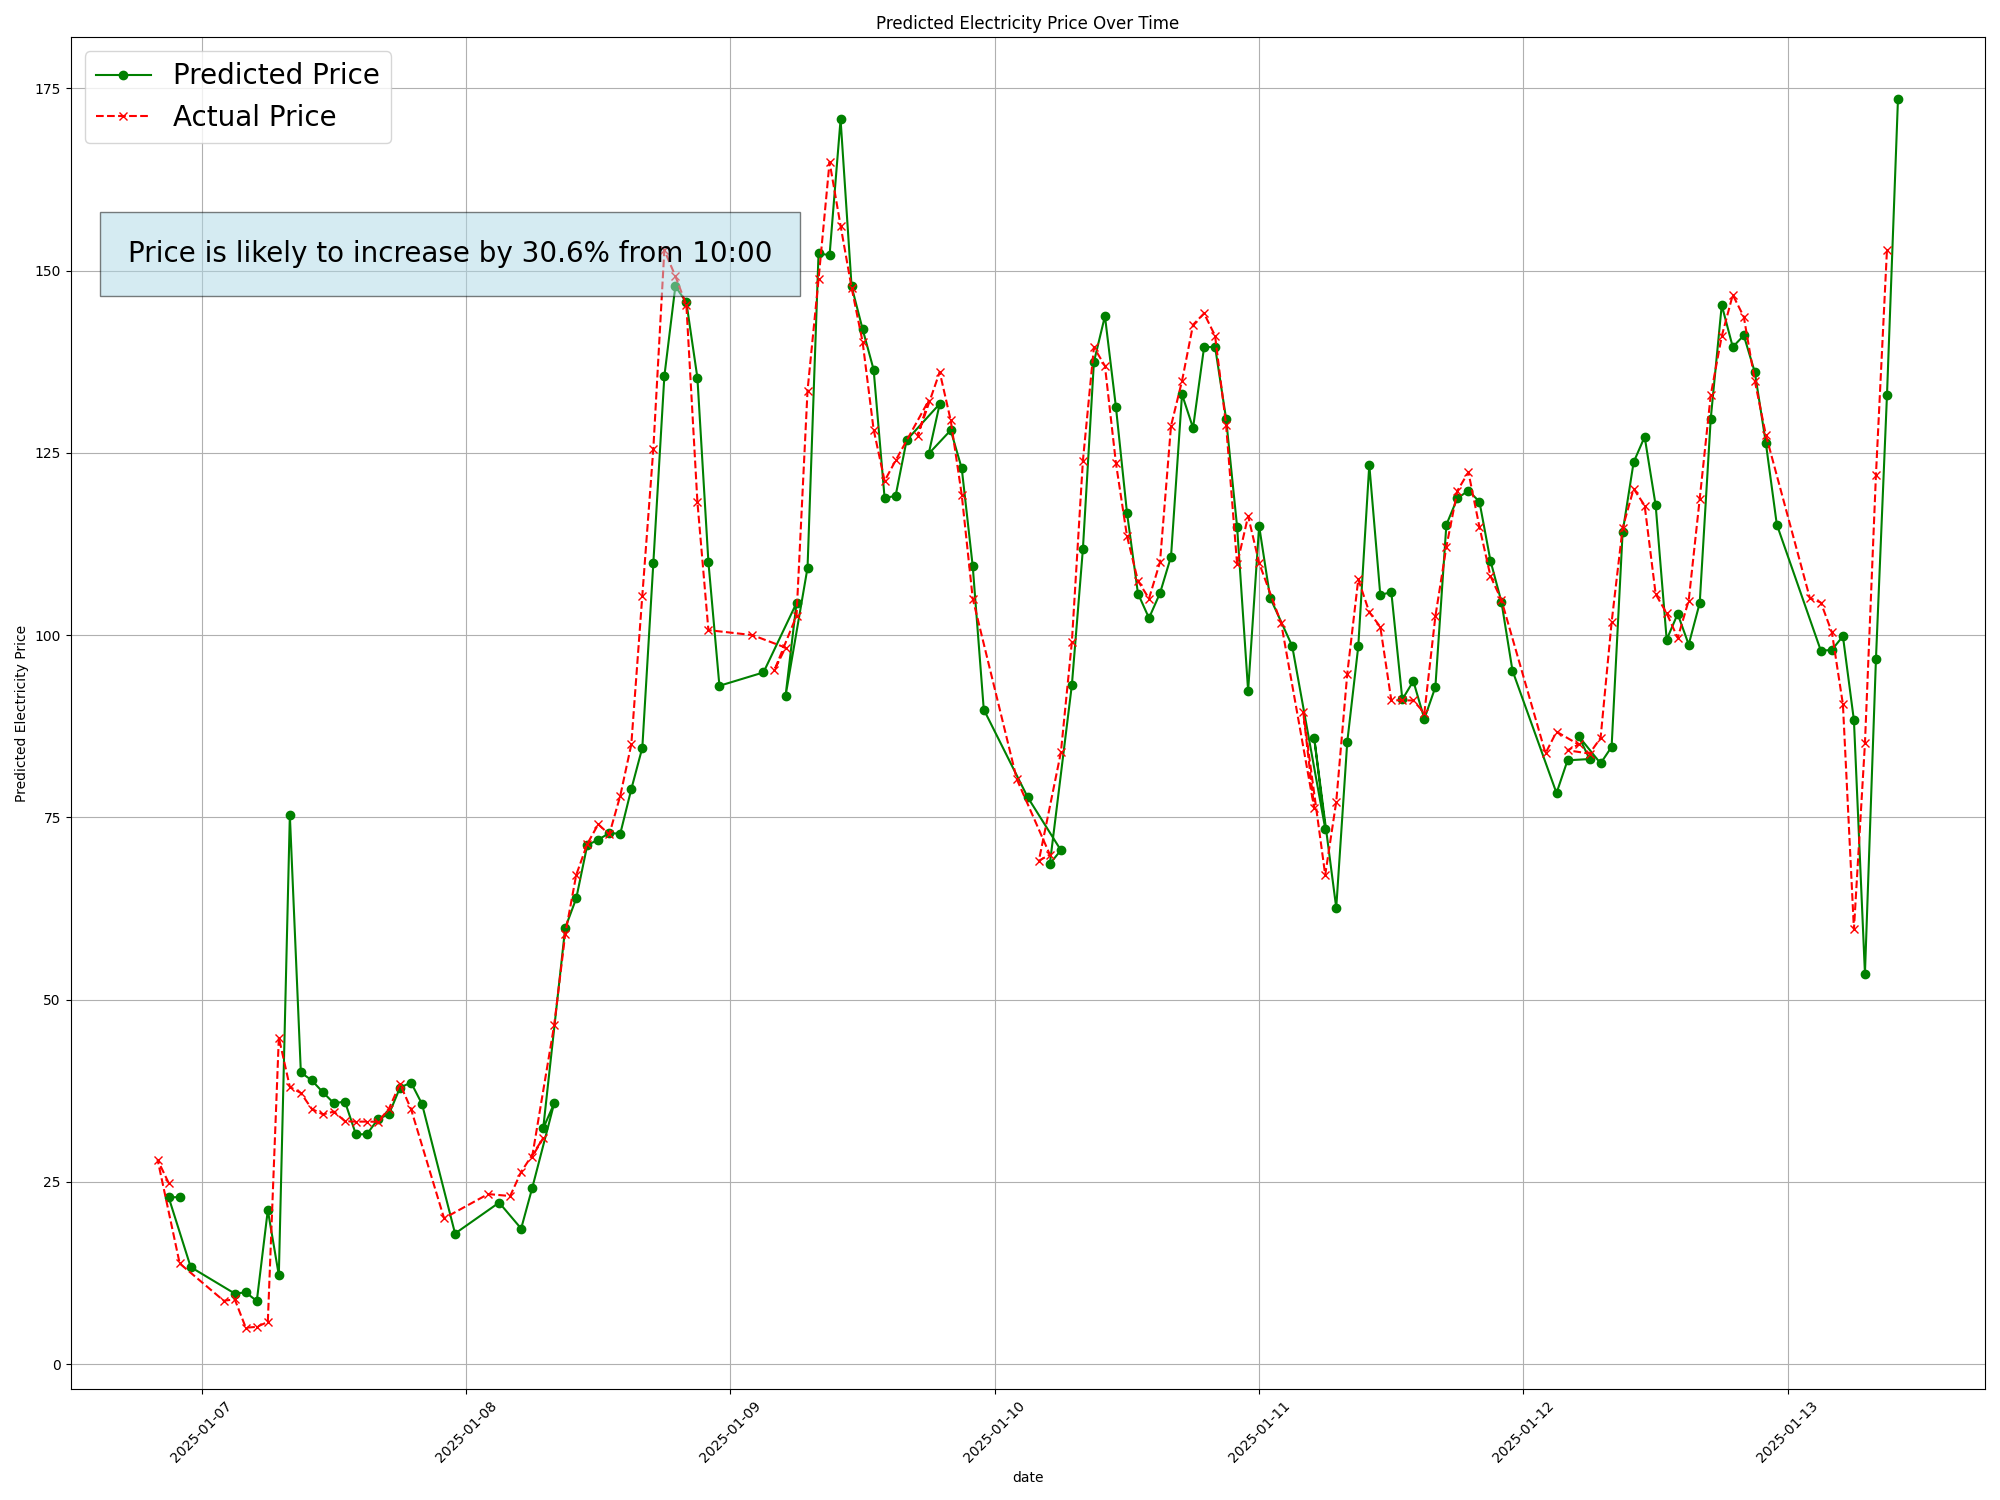 Predicted Electricity Price Over Time
Predicted Price
Actual Price
Price is likely to increase by 30.6% from 10:00
Predicted Electricity Price
175
150
125
100
75
50
25
0
2025-01-07
2025-01-08
2025-01-09
2025-01-10
2025-01-11
2025-01-12
2025-01-13
date